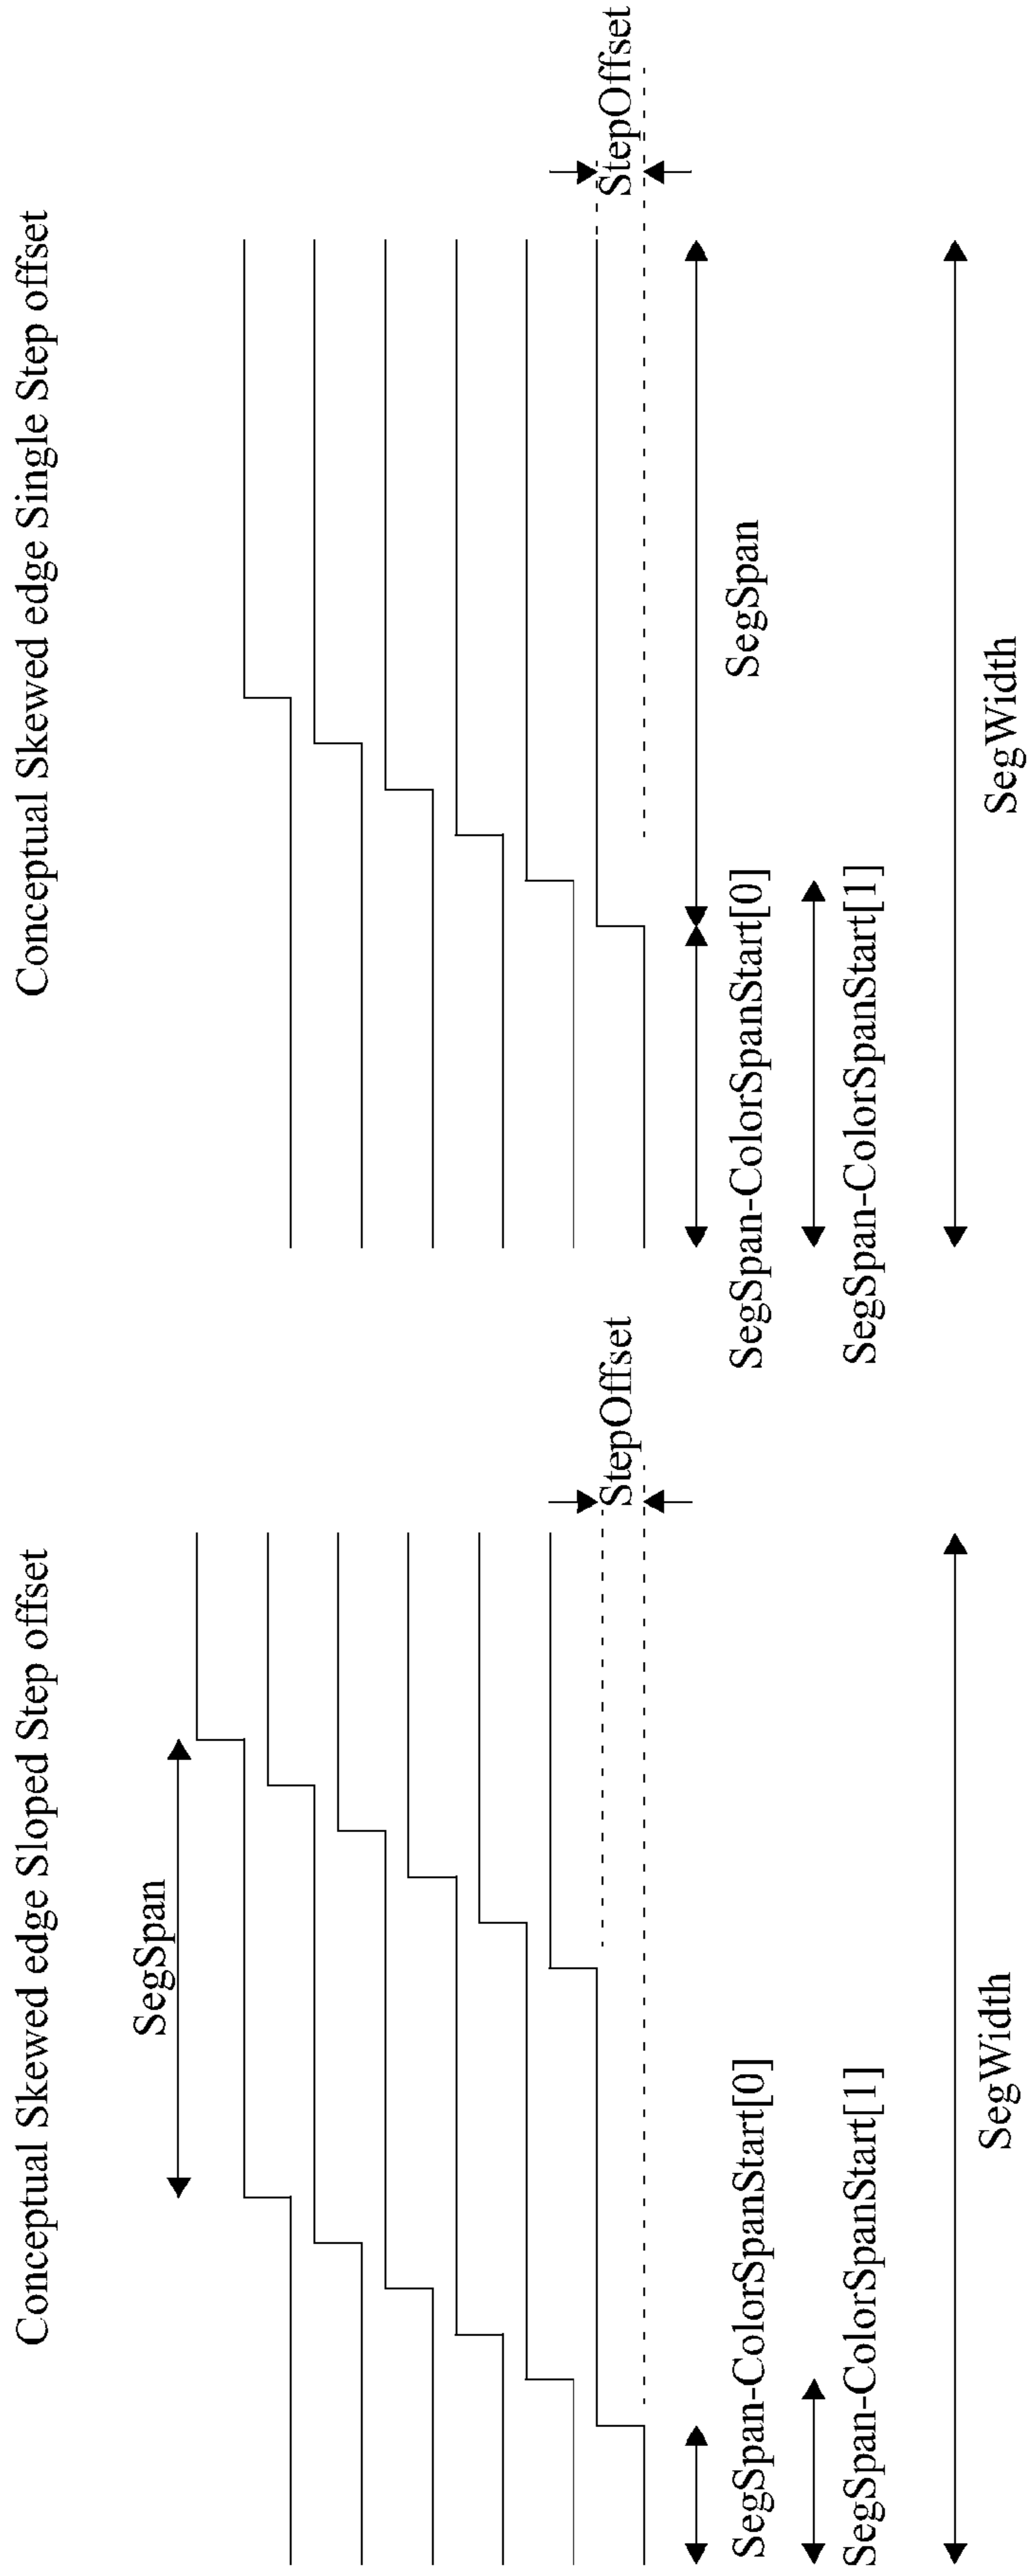 Conceptual Skewed edge Sloped Step offset
SegSpan
StepOffset
SegSpan-ColorSpanStart[0]
SegSpan-ColorSpanStart[1]
SegWidth
Conceptual Skewed edge Single Step offset
StepOffset
SegSpan
SegSpan-ColorSpanStart[0]
SegSpan-ColorSpanStart[1]
SegWidth